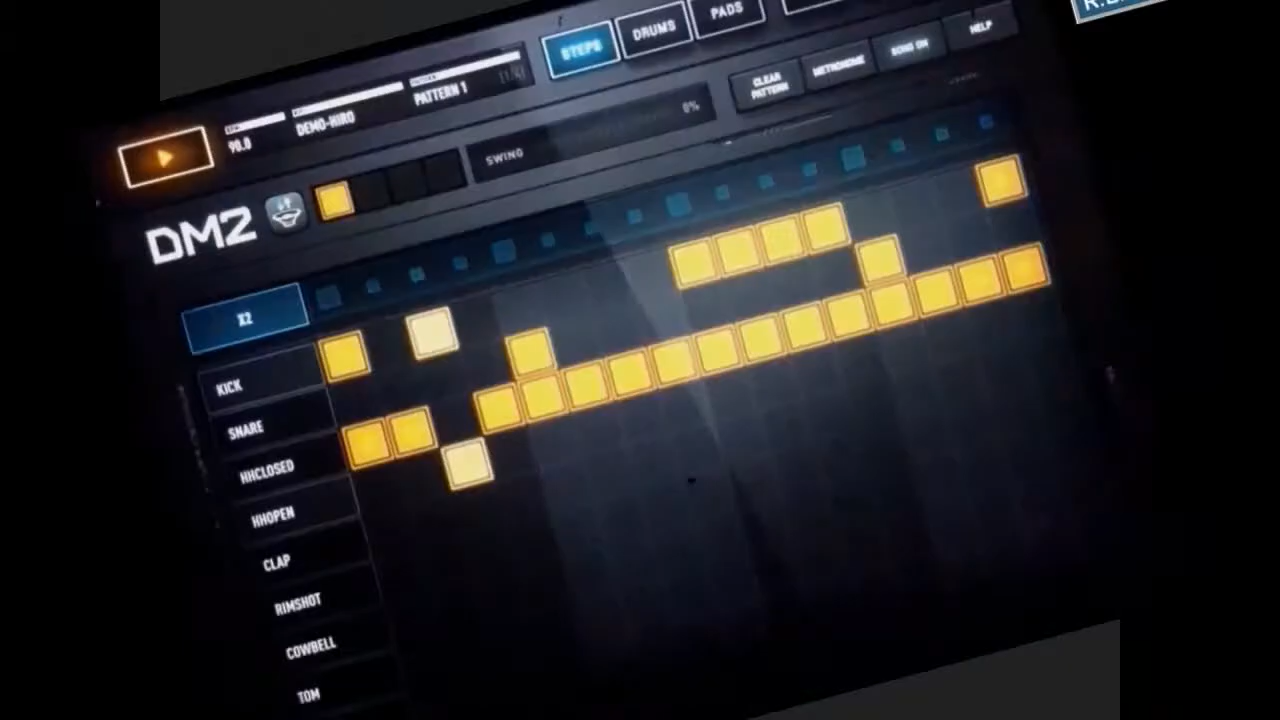 STEPS
DRUMS
PADS
90.0
DEMO-HIRO
PATTERN 1
CLEAR PATTERN
METRONOME
SONG ON
HELP
DM2
SWING
0%
X2
KICK
SNARE
HHCLOSED
HHOPEN
CLAP
RIMSHOT
COWBELL
TOM